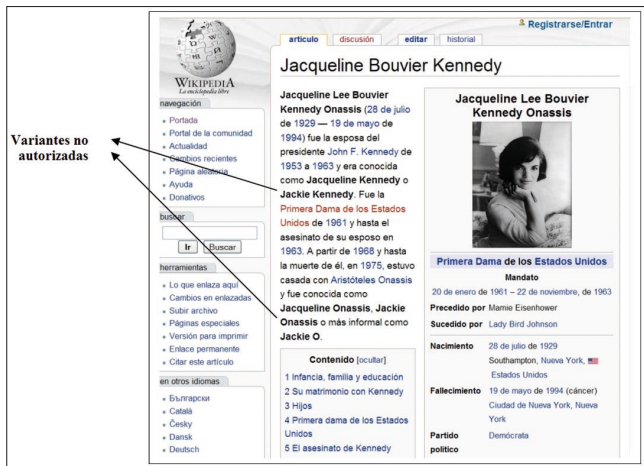 Variantes no
autorizadas
WIKIPEDIA
La enciclopedia libre
navegación
Portada
Portal de la comunidad
Actualidad
Cambios recientes
Página aleatoria
Ayuda
Donativos
buscar
Ir Buscar
herramientas
Lo que enlaza aquí
Cambios en enlazadas
Subir archivo
Páginas especiales
Versión para imprimir
Enlace permanente
Citar este artículo
en otros idiomas
Български
Català
Česky
Dansk
Deutsch
Registrarse/Entrar
artículo discusión editar historial
Jacqueline Bouvier Kennedy
Jacqueline Lee Bouvier
Kennedy Onassis (28 de julio
de 1929 — 19 de mayo de
1994) fue la esposa del
presidente John F. Kennedy de
1953 a 1963 y era conocida
como Jacqueline Kennedy o
Jackie Kennedy. Fue la
Primera Dama de los Estados
Unidos de 1961 y hasta el
asesinato de su esposo en
1963. A partir de 1968 y hasta
la muerte de él, en 1975, estuvo
casada con Aristóteles Onassis
y fue conocida como
Jacqueline Onassis, Jackie
Onassis o más informal como
Jackie O.
Contenido [ocultar]
1 Infancia, familia y educación
2 Su matrimonio con Kennedy
3 Hijos
4 Primera dama de los Estados
Unidos
5 El asesinato de Kennedy
Jacqueline Lee Bouvier
Kennedy Onassis
Primera Dama de los Estados Unidos
Mandato
20 de enero de 1961 – 22 de noviembre, de 1963
Precedido por Mamie Eisenhower
Sucedido por Lady Bird Johnson
Nacimiento 28 de julio de 1929
Southampton, Nueva York,
Estados Unidos
Fallecimiento 19 de mayo de 1994 (cáncer)
Ciudad de Nueva York, Nueva
York
Partido Demócrata
político